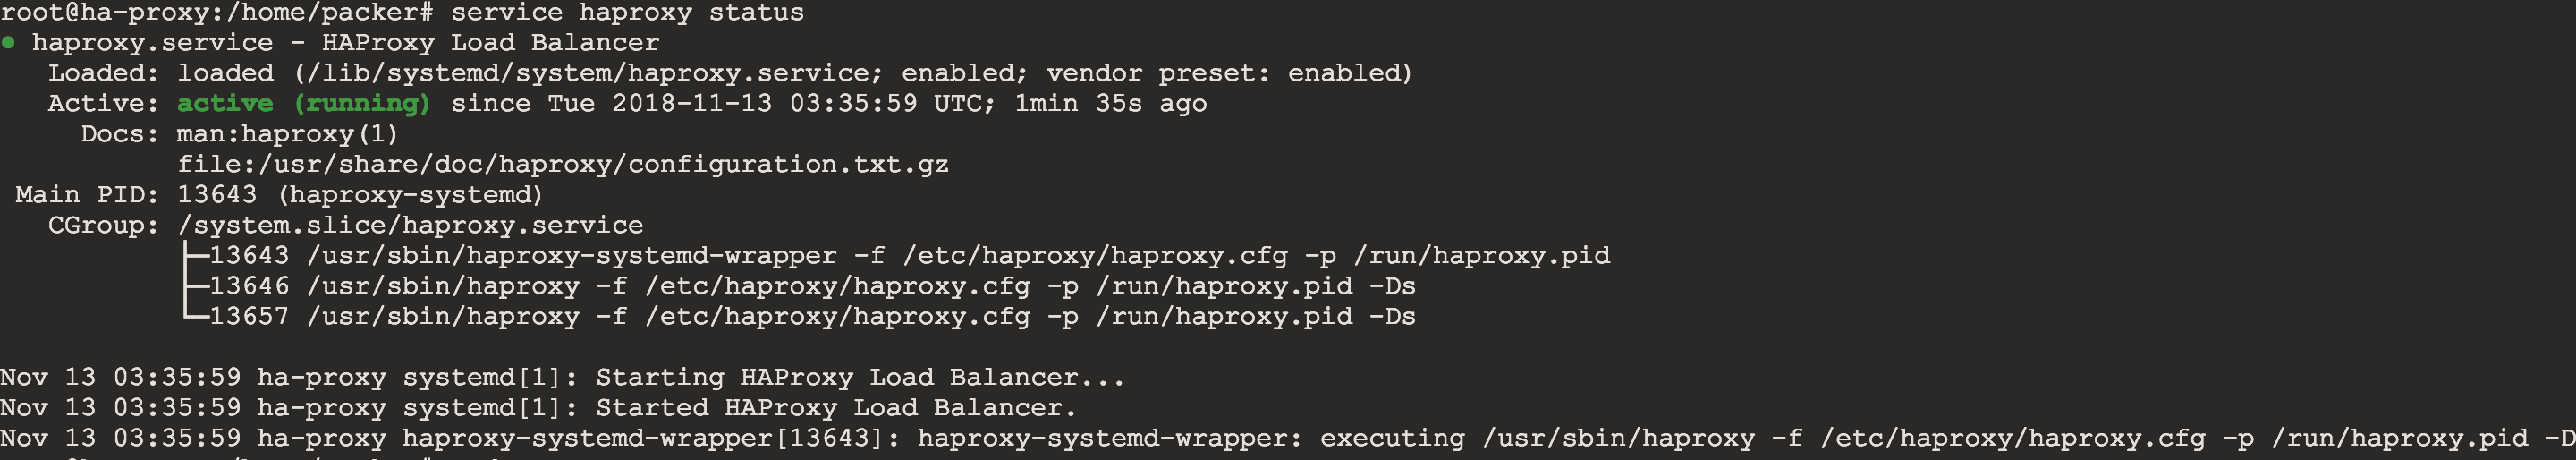 root@ha-proxy:/home/packer# service haproxy status
● haproxy.service - HAProxy Load Balancer
   Loaded: loaded (/lib/systemd/system/haproxy.service; enabled; vendor preset: enabled)
   Active: active (running) since Tue 2018-11-13 03:35:59 UTC; 1min 35s ago
     Docs: man:haproxy(1)
           file:/usr/share/doc/haproxy/configuration.txt.gz
 Main PID: 13643 (haproxy-systemd)
   CGroup: /system.slice/haproxy.service
           ├─13643 /usr/sbin/haproxy-systemd-wrapper -f /etc/haproxy/haproxy.cfg -p /run/haproxy.pid
           ├─13646 /usr/sbin/haproxy -f /etc/haproxy/haproxy.cfg -p /run/haproxy.pid -Ds
           └─13657 /usr/sbin/haproxy -f /etc/haproxy/haproxy.cfg -p /run/haproxy.pid -Ds
Nov 13 03:35:59 ha-proxy systemd[1]: Starting HAProxy Load Balancer...
Nov 13 03:35:59 ha-proxy systemd[1]: Started HAProxy Load Balancer.
Nov 13 03:35:59 ha-proxy haproxy-systemd-wrapper[13643]: haproxy-systemd-wrapper: executing /usr/sbin/haproxy -f /etc/haproxy/haproxy.cfg -p /run/haproxy.pid -D